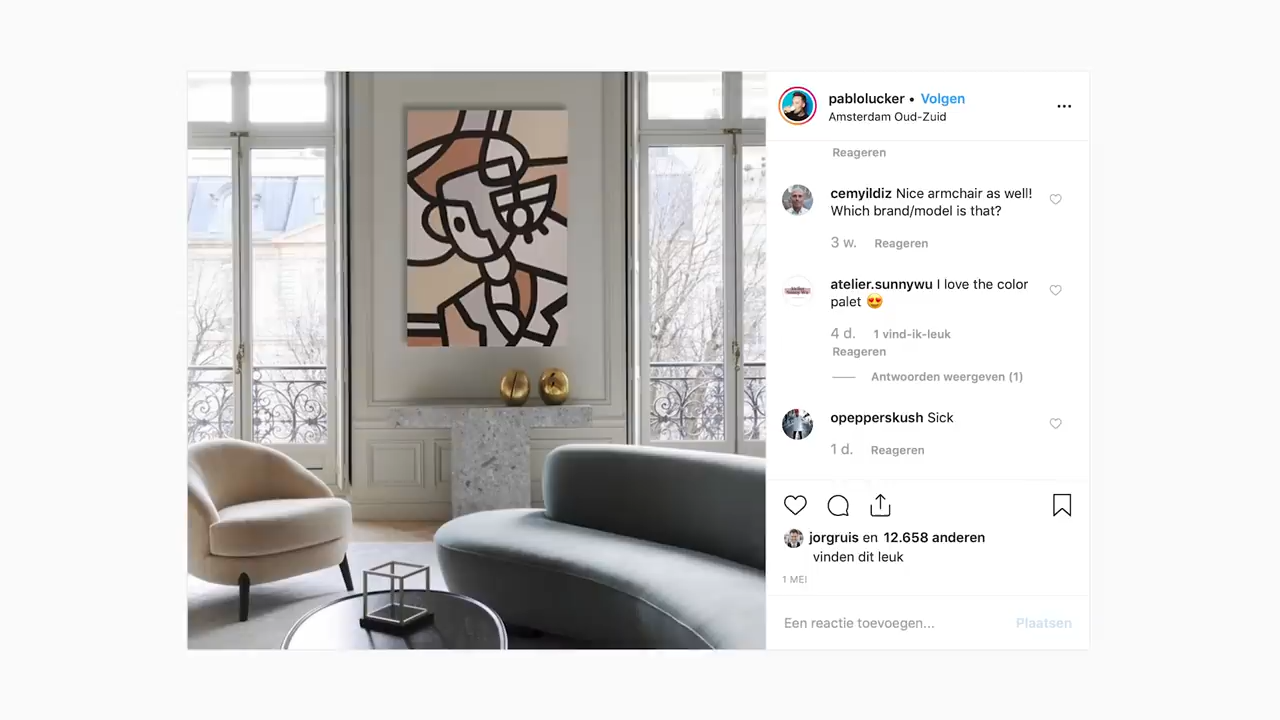 pablolucker • Volgen
Amsterdam Oud-Zuid
Reageren
cemyildiz Nice armchair as well!
Which brand/model is that?
3 w. Reageren
atelier.sunnywu I love the color
palet 😍
4 d. 1 vind-ik-leuk
Reageren
Antwoorden weergeven (1)
opepperskush Sick
1 d. Reageren
jorgruis en 12.658 anderen
vinden dit leuk
1 MEI
Een reactie toevoegen... Plaatsen